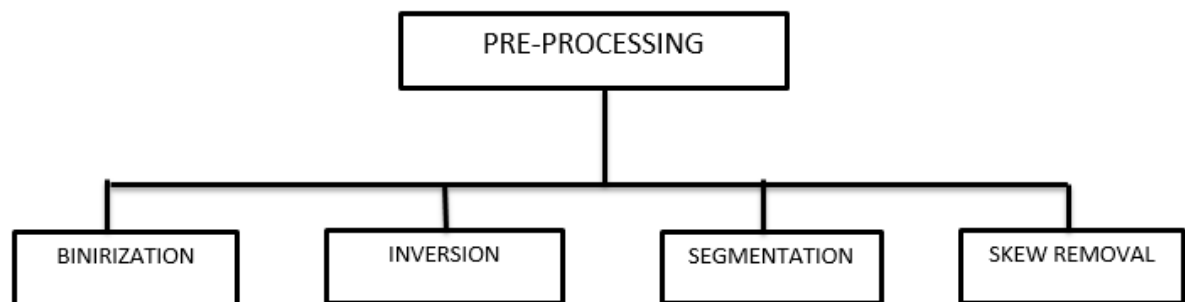 PRE-PROCESSING
BINIRIZATION
INVERSION
SEGMENTATION
SKEW REMOVAL